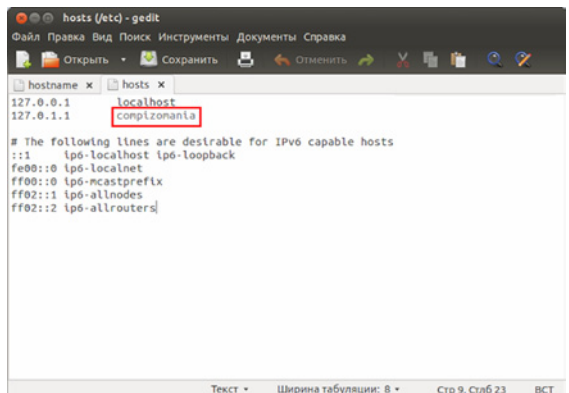 hosts (/etc) - gedit
Файл Правка Вид Поиск Инструменты Документы Справка
Открыть Сохранить Отменить
hostname x hosts x
127.0.0.1 localhost
127.0.1.1 compizomania
# The following lines are desirable for IPv6 capable hosts
::1 ip6-localhost ip6-loopback
fe00::0 ip6-localnet
ff00::0 ip6-mcastprefix
ff02::1 ip6-allnodes
ff02::2 ip6-allrouters
Текст Ширина табуляции: 8 Стр 9, Стлб 23 ВСТ